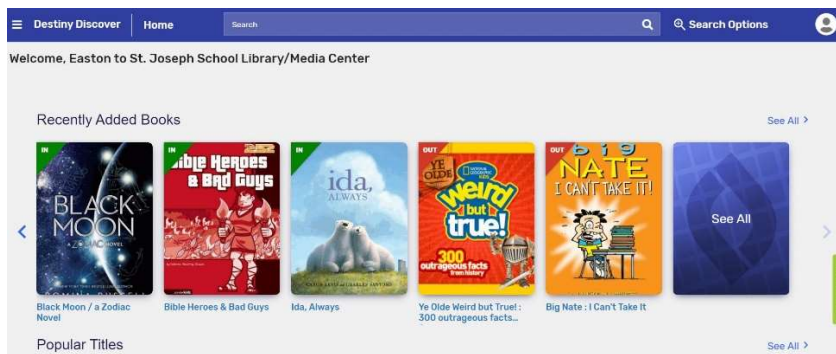 Destiny Discover Home Search Search Options
Welcome, Easton to St. Joseph School Library/Media Center
Recently Added Books See All >
IN IN IN OUT OUT
BLACK
MOON
A ZODIAC NOVEL
Bible Heroes
& Bad Guys
ida,
ALWAYS
YE
OLDE
NATIONAL
GEOGRAPHIC
KIDS
Weird
but
true!
300
outrageous facts
from history
big
NATE
I CAN'T TAKE IT!
See All
Black Moon / a Zodiac
Novel
Bible Heroes & Bad Guys
Ida, Always
Ye Olde Weird but True! :
300 outrageous facts...
Big Nate : I Can't Take It
Popular Titles See All >